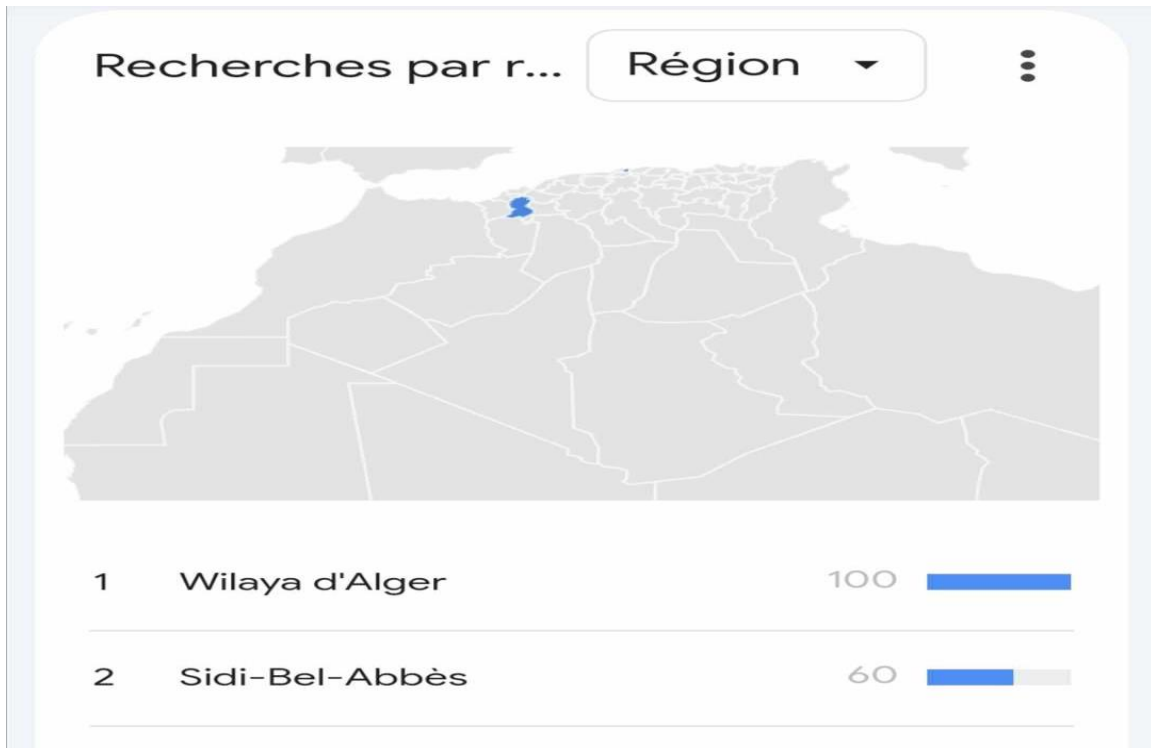 Recherches par r... Région
1 Wilaya d'Alger 100
2 Sidi-Bel-Abbès 60